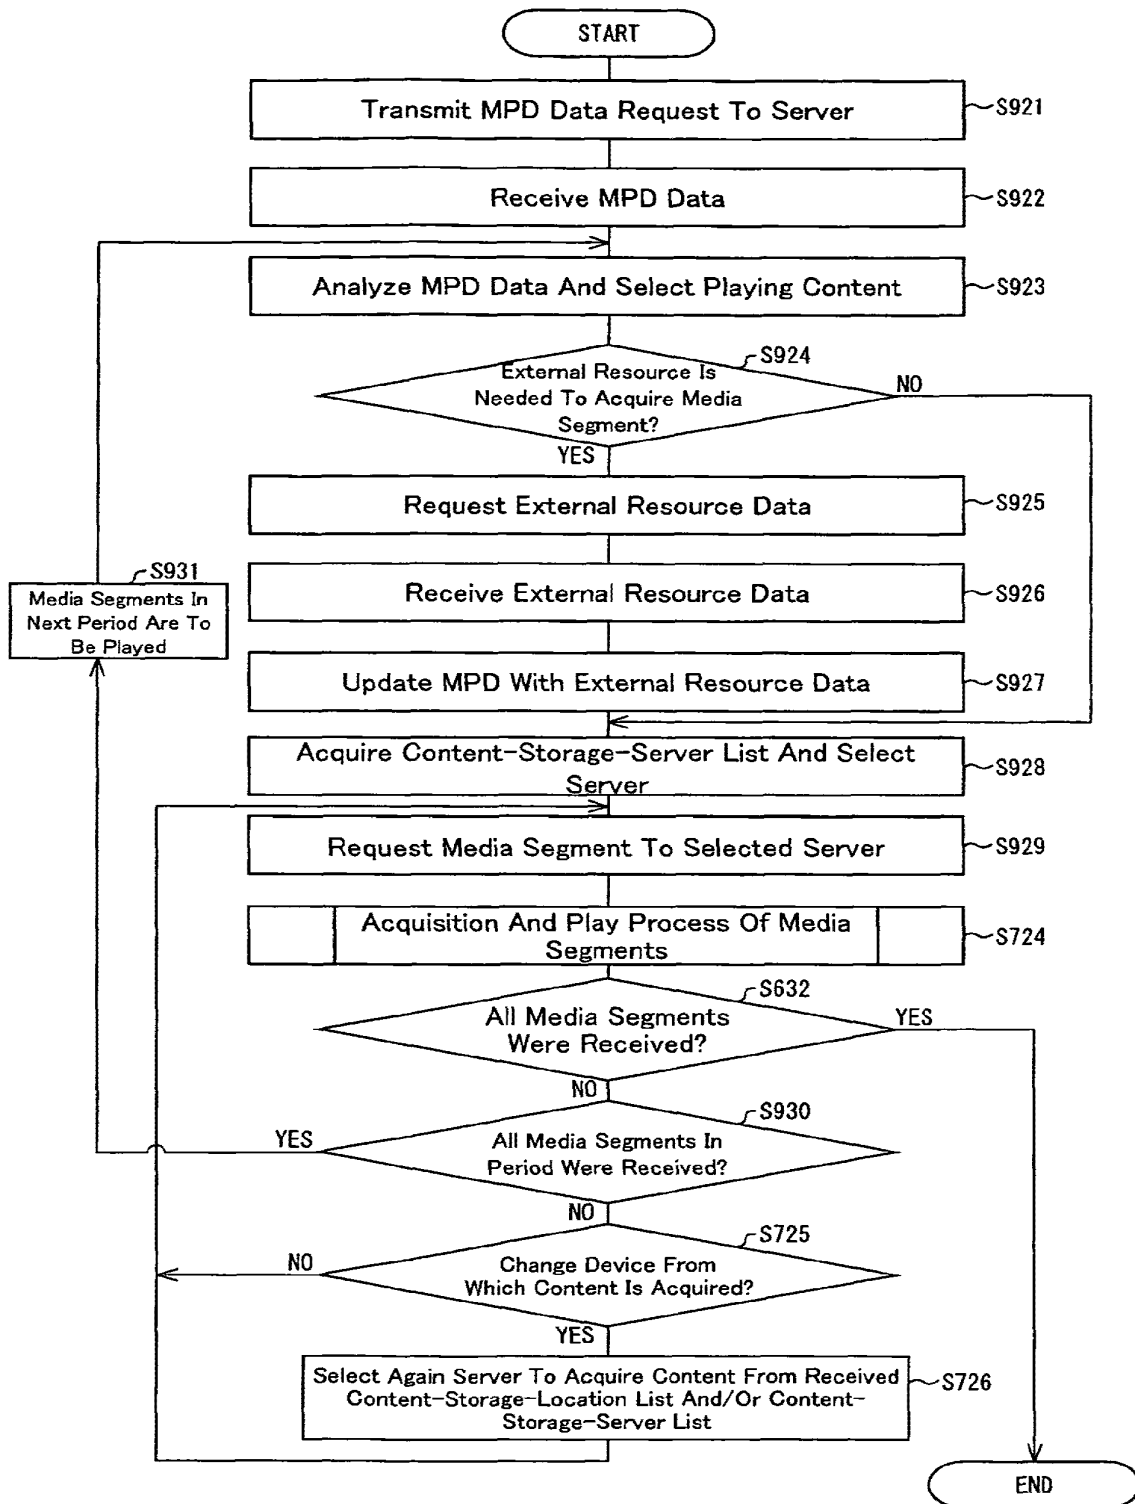 START
Transmit MPD Data Request To Server
S921
Receive MPD Data
S922
Analyze MPD Data And Select Playing Content
S923
S924
External Resource Is
Needed To Acquire Media
Segment?
NO
YES
Request External Resource Data
S925
S931
Media Segments In
Next Period Are To
Be Played
Receive External Resource Data
S926
Update MPD With External Resource Data
S927
Acquire Content-Storage-Server List And Select
Server
S928
Request Media Segment To Selected Server
S929
Acquisition And Play Process Of Media
Segments
S724
S632
All Media Segments
Were Received?
YES
NO
S930
YES
All Media Segments In
Period Were Received?
NO
S725
NO
Change Device From
Which Content Is Acquired?
YES
Select Again Server To Acquire Content From Received
Content-Storage-Location List And/Or Content-
Storage-Server List
S726
END